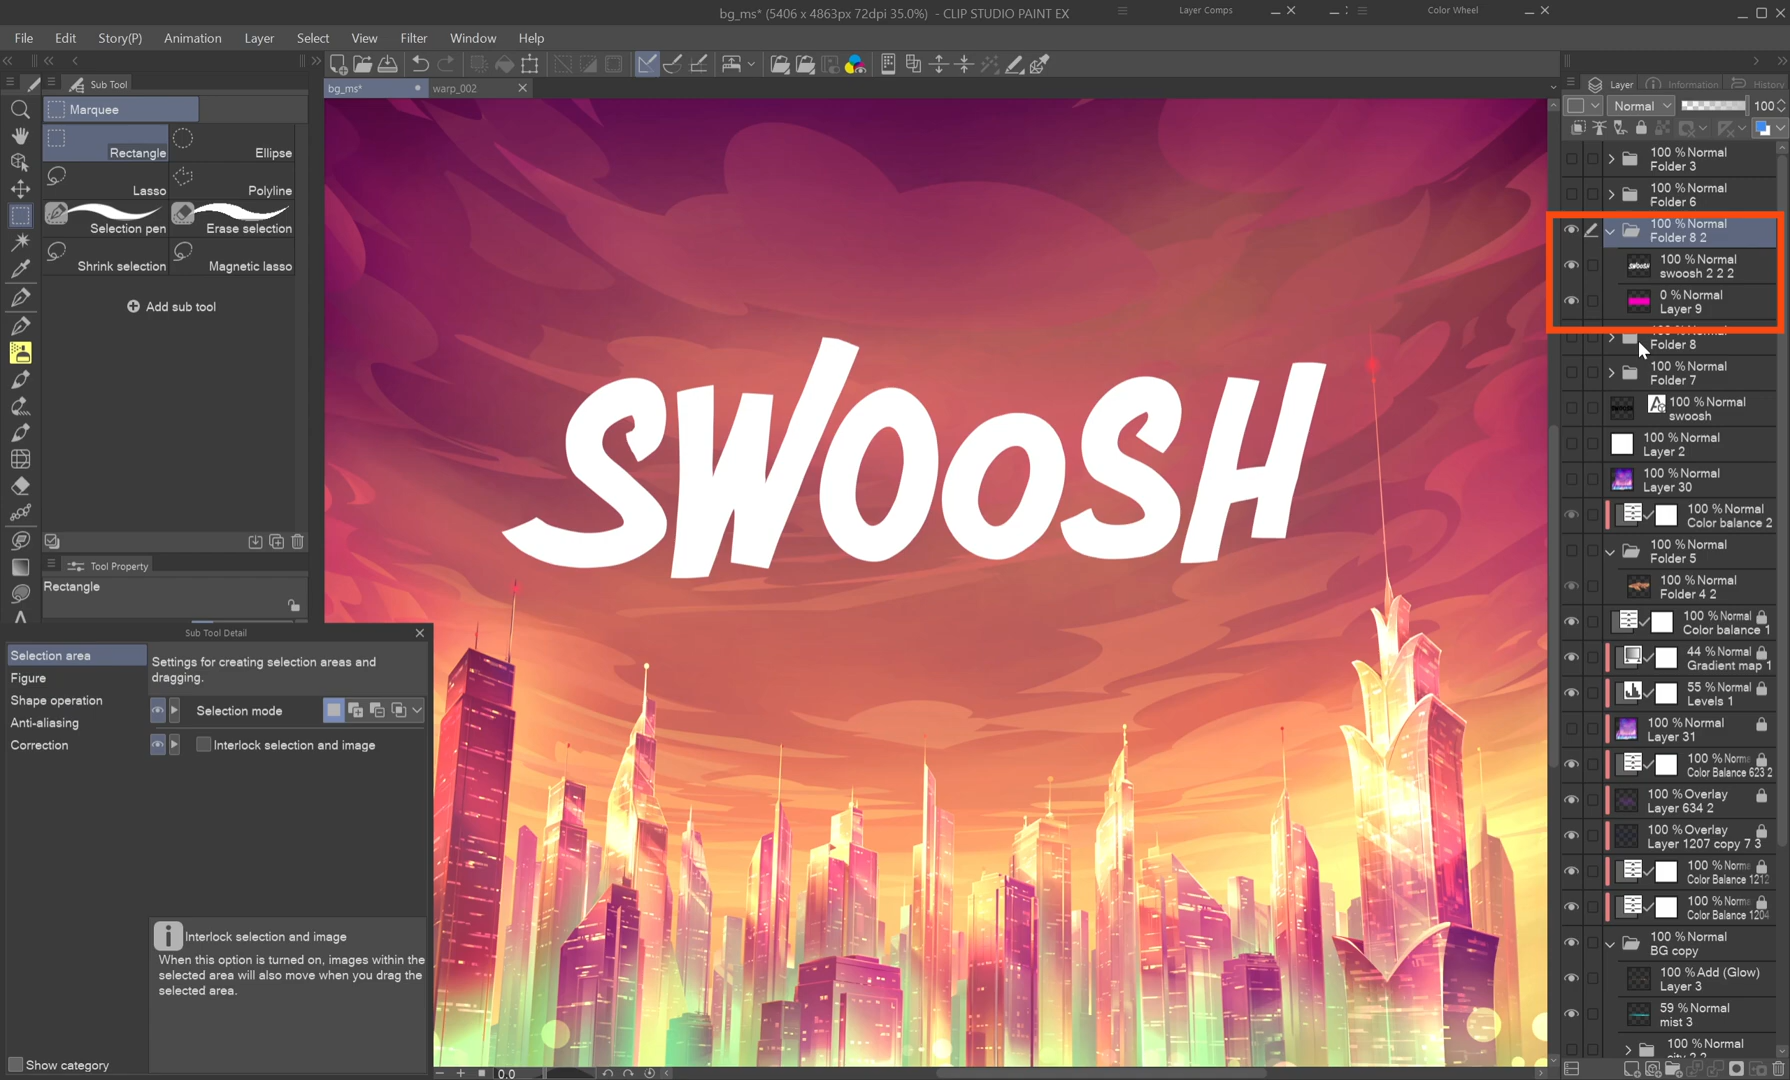 bg_ms* (5406 x 4863px 72dpi 35.0%) - CLIP STUDIO PAINT EX
Layer Comps
Color Wheel
File Edit Story(P) Animation Layer Select View Filter Window Help
Sub Tool
bg_ms*
warp_002
Layer Information History
Marquee
Normal 100
Rectangle
Ellipse
Lasso
Polyline
Selection pen
Erase selection
Shrink selection
Magnetic lasso
Add sub tool
Tool Property
Rectangle
Sub Tool Detail
Selection area
Figure
Shape operation
Anti-aliasing
Correction
Settings for creating selection areas and
dragging.
Selection mode
Interlock selection and image
Interlock selection and image
When this option is turned on, images within the
selected area will also move when you drag the
selected area.
Show category
SWOOSH
0.0
100 % Normal
Folder 3
100 % Normal
Folder 6
100 % Normal
Folder 8 2
SWOOSH
100 % Normal
swoosh 2 2 2
0 % Normal
Layer 9
100 % Normal
Folder 8
100 % Normal
Folder 7
100 % Normal
swoosh
100 % Normal
Layer 2
100 % Normal
Layer 30
100 % Normal
Color balance 2
100 % Normal
Folder 5
100 % Normal
Folder 4 2
100 % Normal
Color balance 1
44 % Normal
Gradient map 1
55 % Normal
Levels 1
100 % Normal
Layer 31
100 % Norm
Color Balance 623 2
100 % Overlay
Layer 634 2
100 % Overlay
Layer 1207 copy 7 3
100 % Norm
Color Balance 1212
100 % Norm
Color Balance 1204
100 % Normal
BG copy
100 % Add (Glow)
Layer 3
59 % Normal
mist 3
100 % Normal